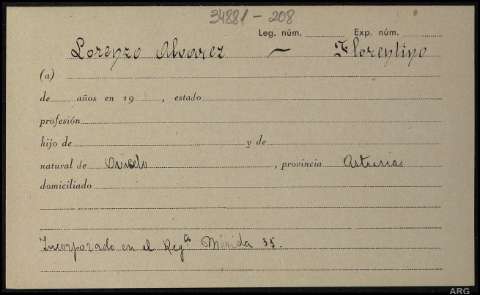 34881-208
Leg. núm. Exp. núm.
Lorenzo Alvarez — Florentino
(a)
de años en 19 , estado
profesión
hijo de y de
natural de Oviedo , provincia Asturias
domiciliado
Incorporado en el Regto Mérida 35.
ARG